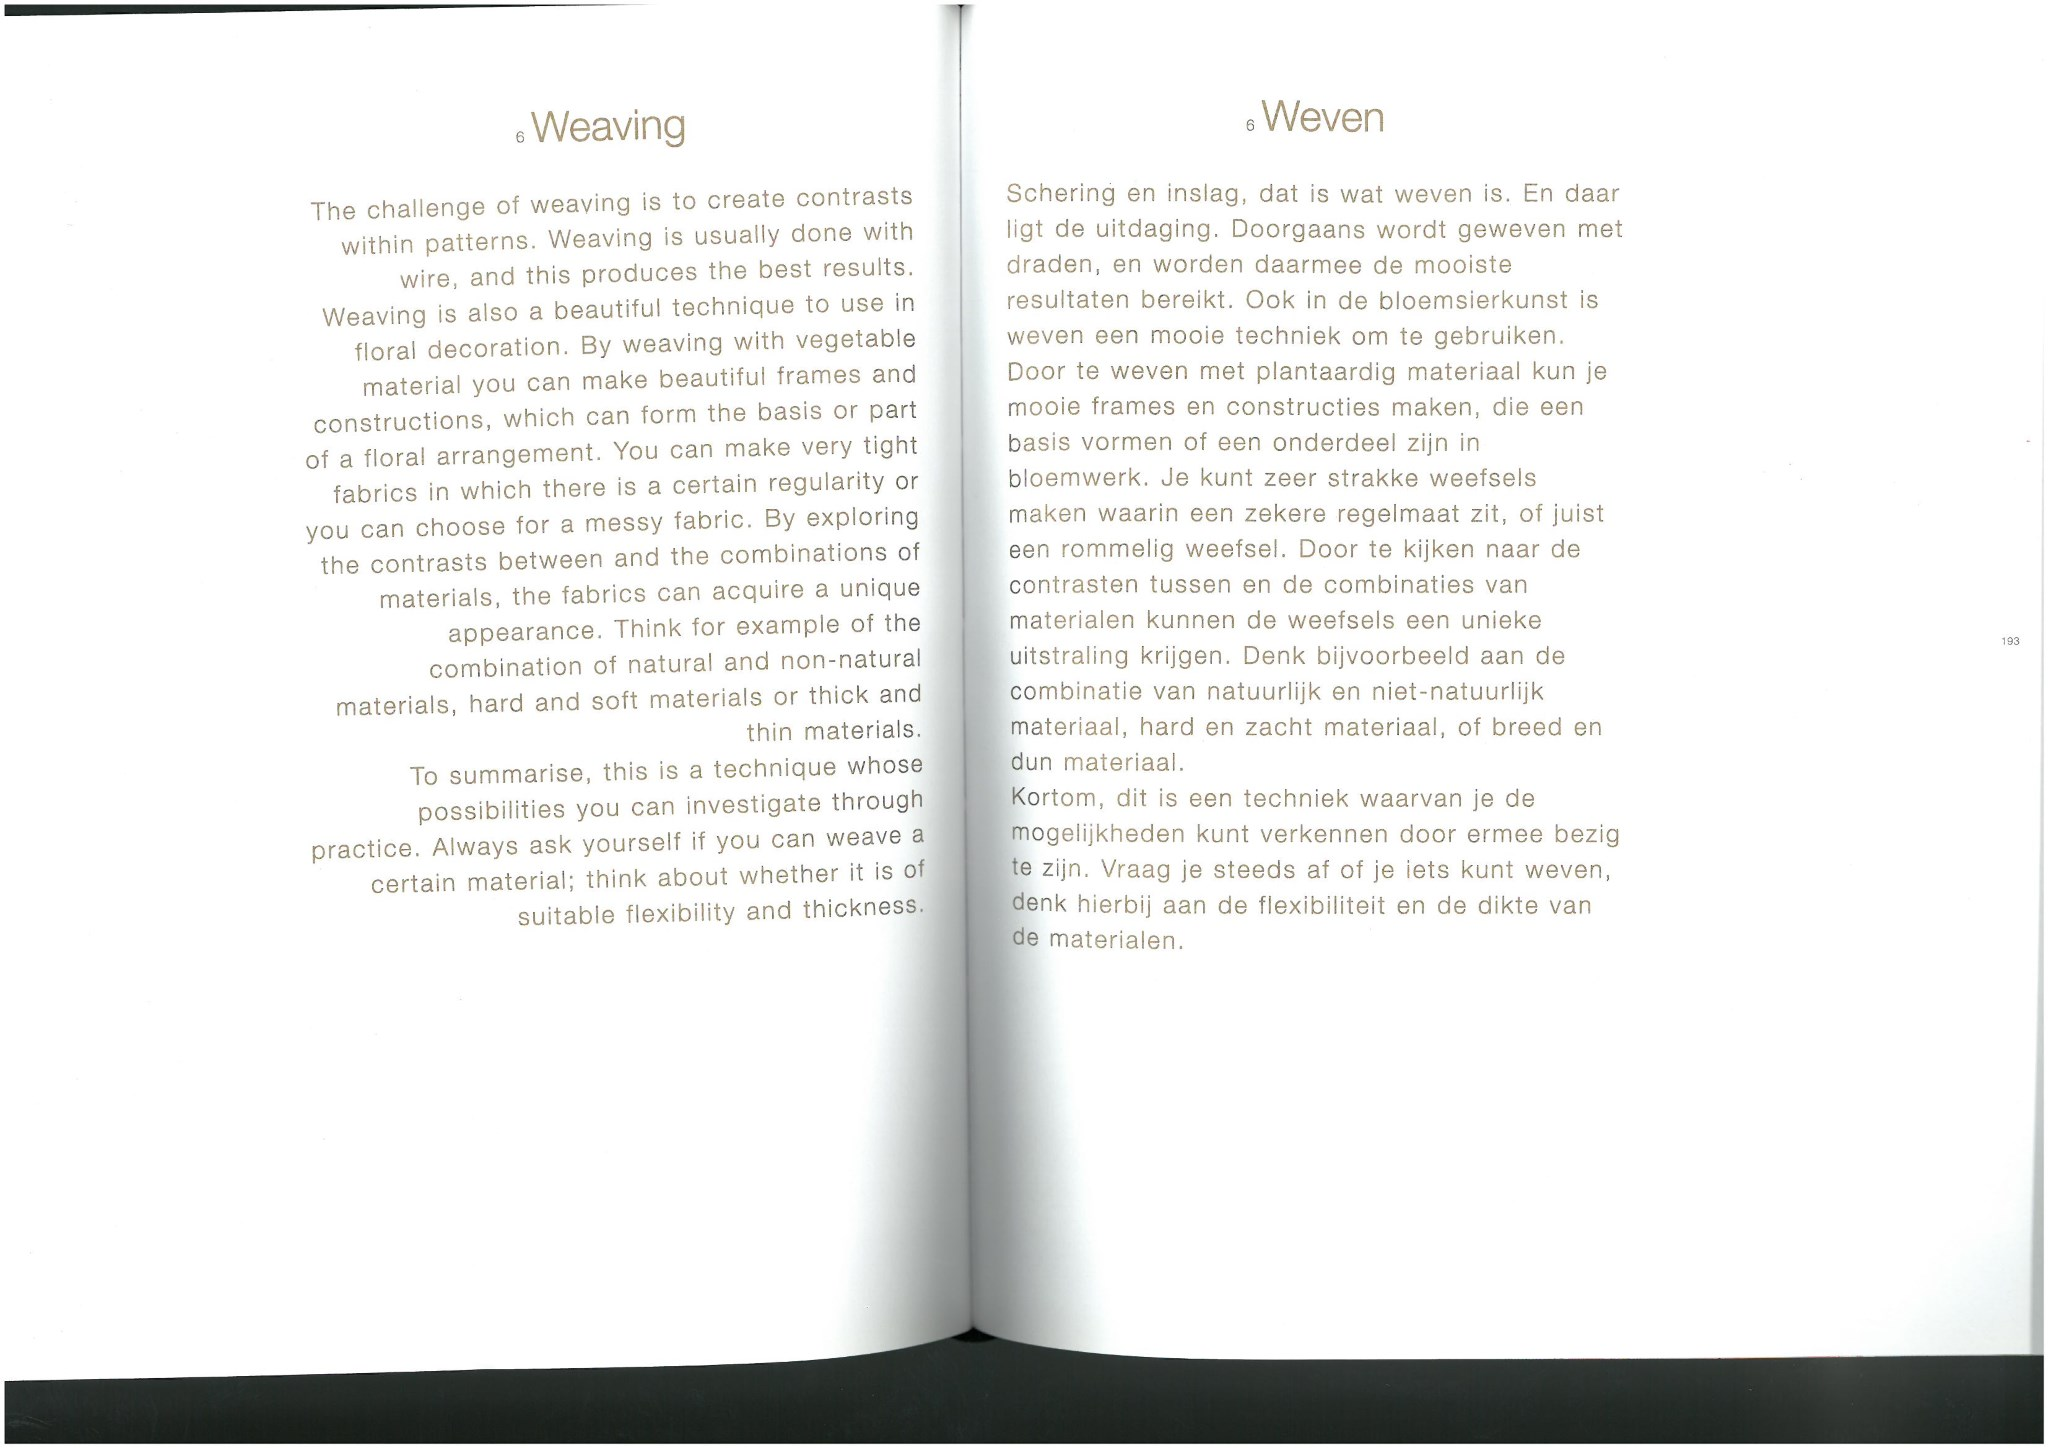 6 Weaving
The challenge of weaving is to create contrasts
within patterns. Weaving is usually done with
wire, and this produces the best results.
Weaving is also a beautiful technique to use in
floral decoration. By weaving with vegetable
material you can make beautiful frames and
constructions, which can form the basis or part
of a floral arrangement. You can make very tight
fabrics in which there is a certain regularity or
you can choose for a messy fabric. By exploring
the contrasts between and the combinations of
materials, the fabrics can acquire a unique
appearance. Think for example of the
combination of natural and non-natural
materials, hard and soft materials or thick and
thin materials.
To summarise, this is a technique whose
possibilities you can investigate through
practice. Always ask yourself if you can weave a
certain material; think about whether it is of
suitable flexibility and thickness.
6 Weven
Schering en inslag, dat is wat weven is. En daar
ligt de uitdaging. Doorgaans wordt geweven met
draden, en worden daarmee de mooiste
resultaten bereikt. Ook in de bloemsierkunst is
weven een mooie techniek om te gebruiken.
Door te weven met plantaardig materiaal kun je
mooie frames en constructies maken, die een
basis vormen of een onderdeel zijn in
bloemwerk. Je kunt zeer strakke weefsels
maken waarin een zekere regelmaat zit, of juist
een rommelig weefsel. Door te kijken naar de
contrasten tussen en de combinaties van
materialen kunnen de weefsels een unieke
uitstraling krijgen. Denk bijvoorbeeld aan de
combinatie van natuurlijk en niet-natuurlijk
materiaal, hard en zacht materiaal, of breed en
dun materiaal.
Kortom, dit is een techniek waarvan je de
mogelijkheden kunt verkennen door ermee bezig
te zijn. Vraag je steeds af of je iets kunt weven,
denk hierbij aan de flexibiliteit en de dikte van
de materialen.
193